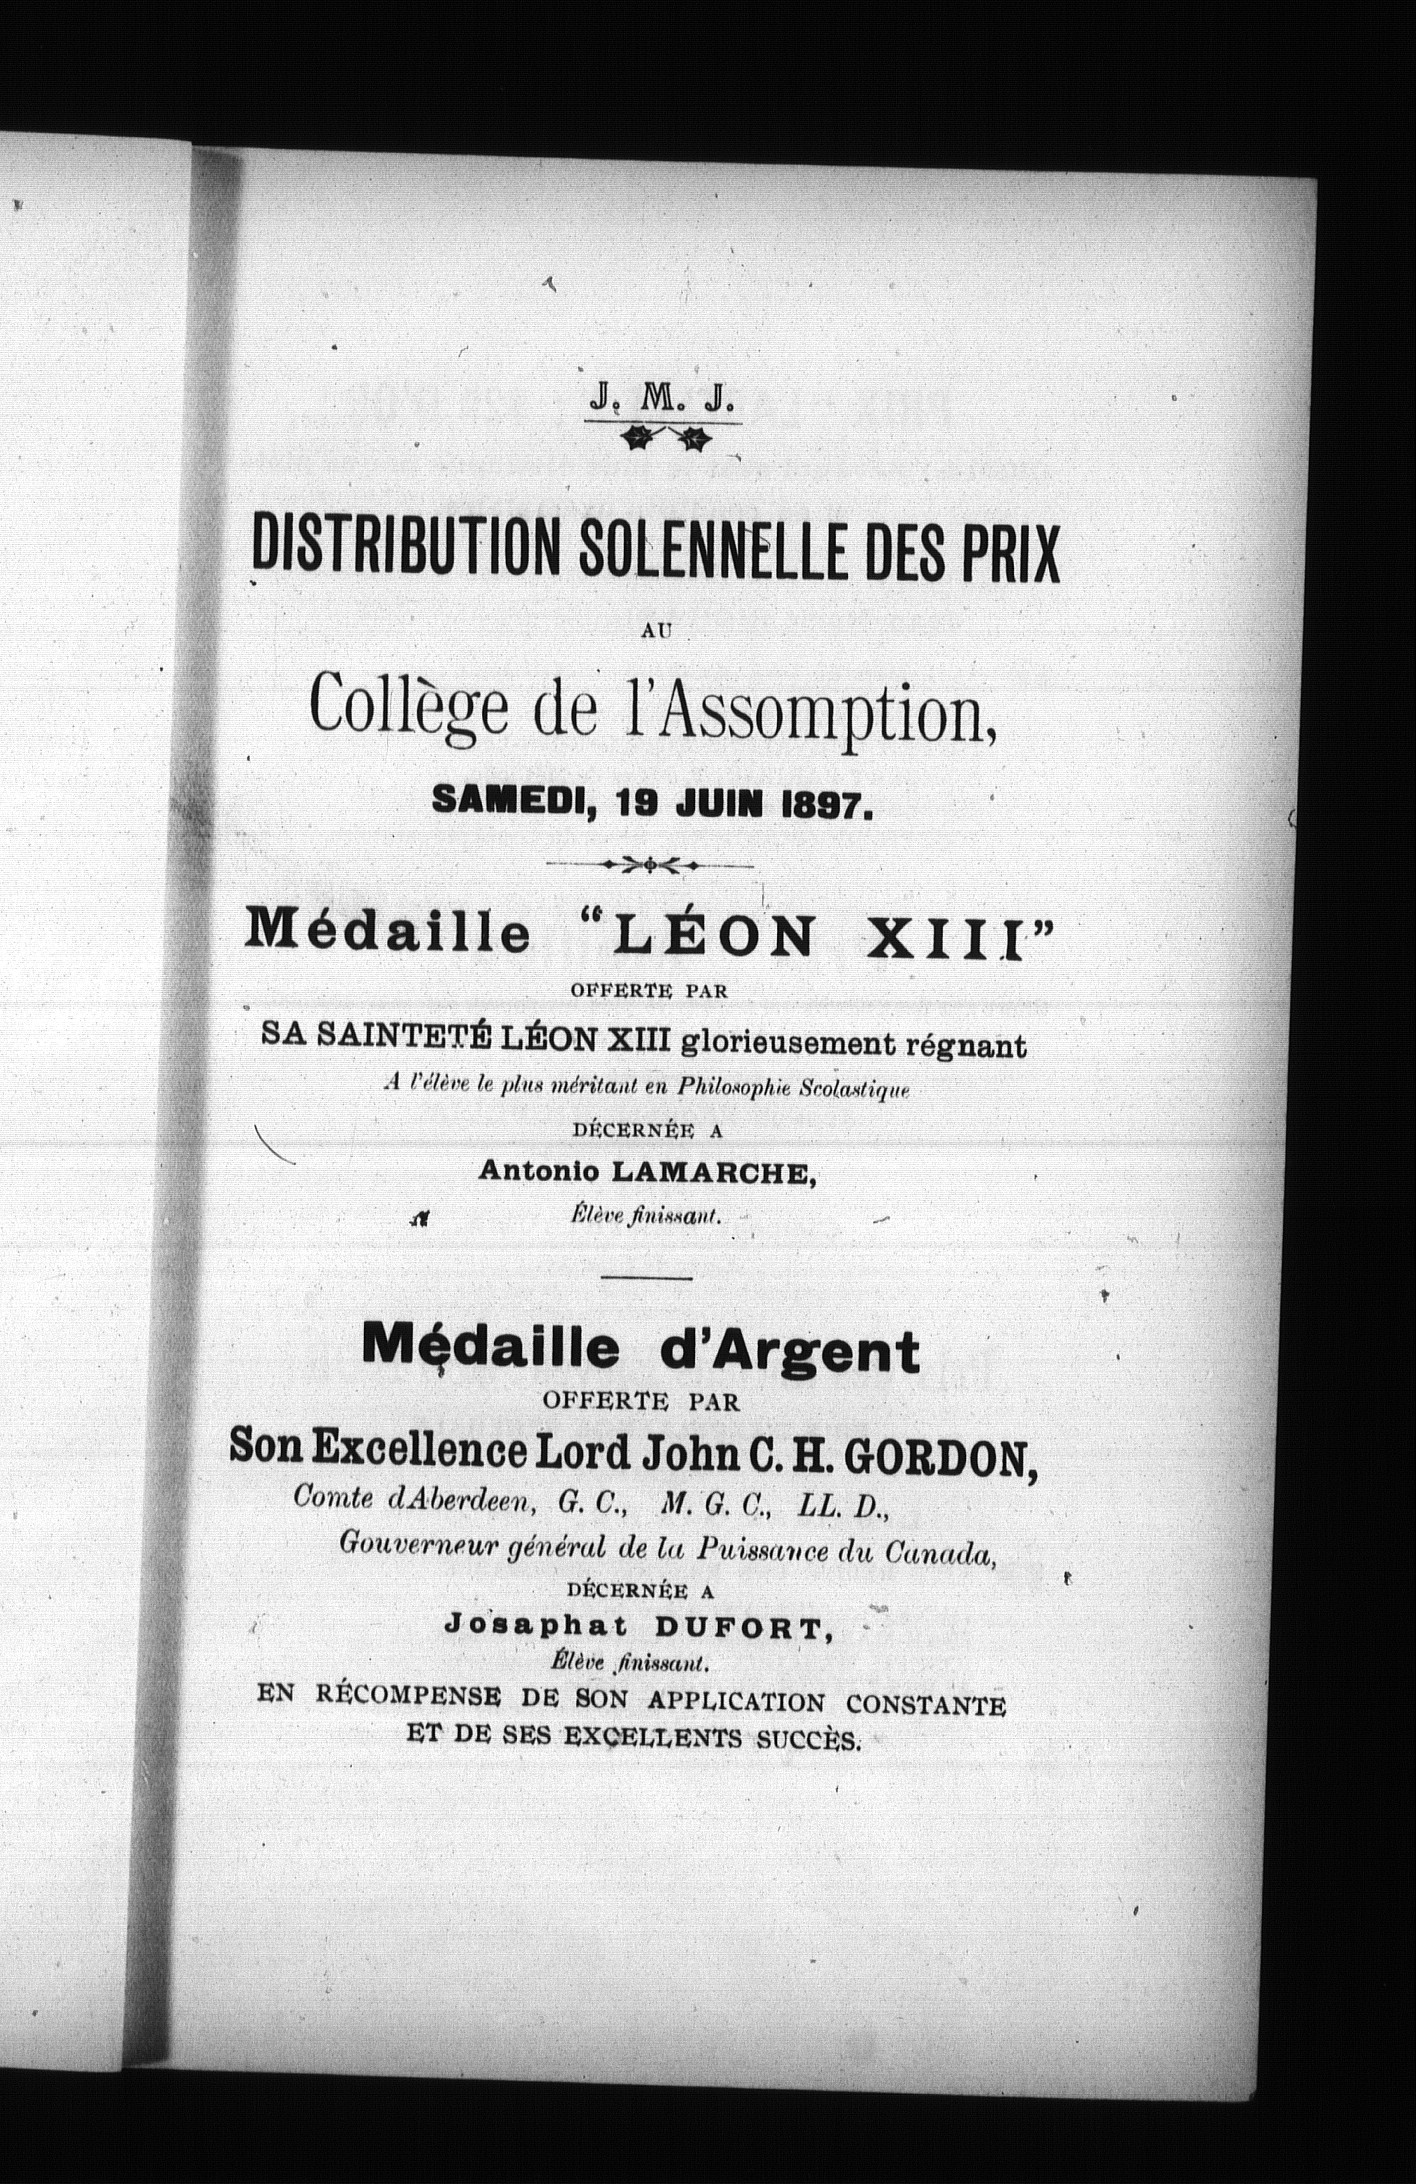 J. M. J.
DISTRIBUTION SOLENNELLE DES PRIX
AU
Collège de l'Assomption,
SAMEDI, 19 JUIN 1897.
Médaille “LÉON XIII”
OFFERTE PAR
SA SAINTETÉ LÉON XIII glorieusement régnant
A l'élève le plus méritant en Philosophie Scolastique
DÉCERNÉE A
Antonio LAMARCHE,
Élève finissant.
Médaille d'Argent
OFFERTE PAR
Son Excellence Lord John C. H. GORDON,
Comte d'Aberdeen, G. C., M. G. C., LL. D.,
Gouverneur général de la Puissance du Canada,
DÉCERNÉE A
Josaphat DUFORT,
Élève finissant.
EN RÉCOMPENSE DE SON APPLICATION CONSTANTE
ET DE SES EXCELLENTS SUCCÈS.